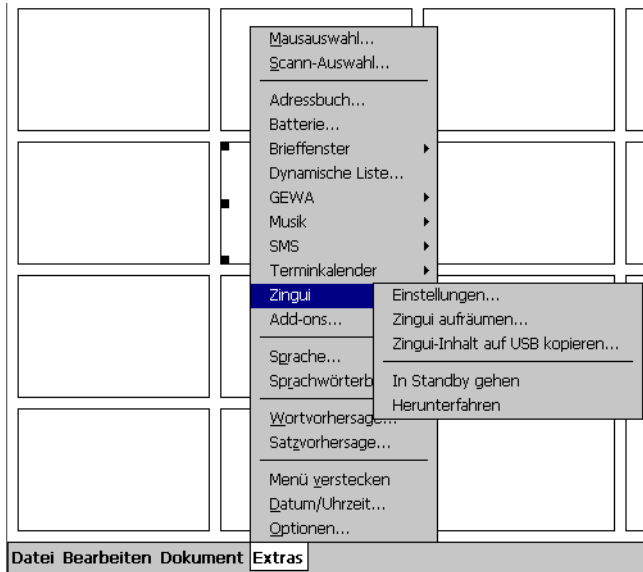 Mausauswahl...
Scann-Auswahl...
Adressbuch...
Batterie...
Brieffenster
Dynamische Liste...
GEWA
Musik
SMS
Terminkalender
Zingui
Add-ons...
Sprache...
Sprachwörterb
Wortvorhersage...
Satzvorhersage...
Menü verstecken
Datum/Uhrzeit...
Optionen...
Einstellungen...
Zingui aufräumen...
Zingui-Inhalt auf USB kopieren...
In Standby gehen
Herunterfahren
Datei Bearbeiten Dokument Extras